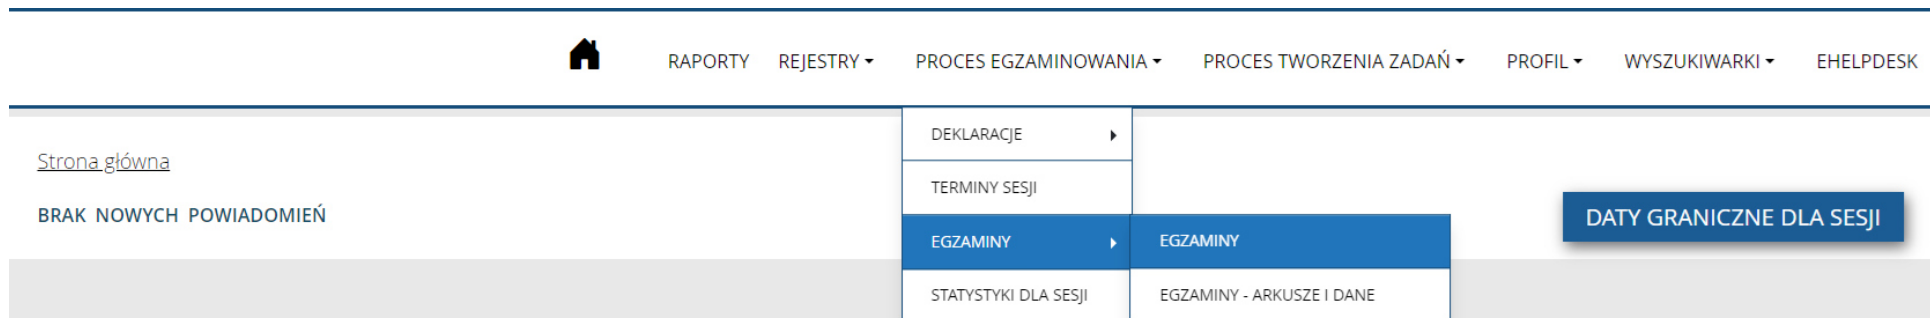 RAPORTY REJESTRY PROCES EGZAMINOWANIA PROCES TWORZENIA ZADAŃ PROFIL WYSZUKIWARKI EHELPDESK
DEKLARACJE
Strona główna
TERMINY SESJI
BRAK NOWYCH POWIADOMIEŃ
DATY GRANICZNE DLA SESJI
EGZAMINY EGZAMINY
STATYSTYKI DLA SESJI EGZAMINY - ARKUSZE I DANE